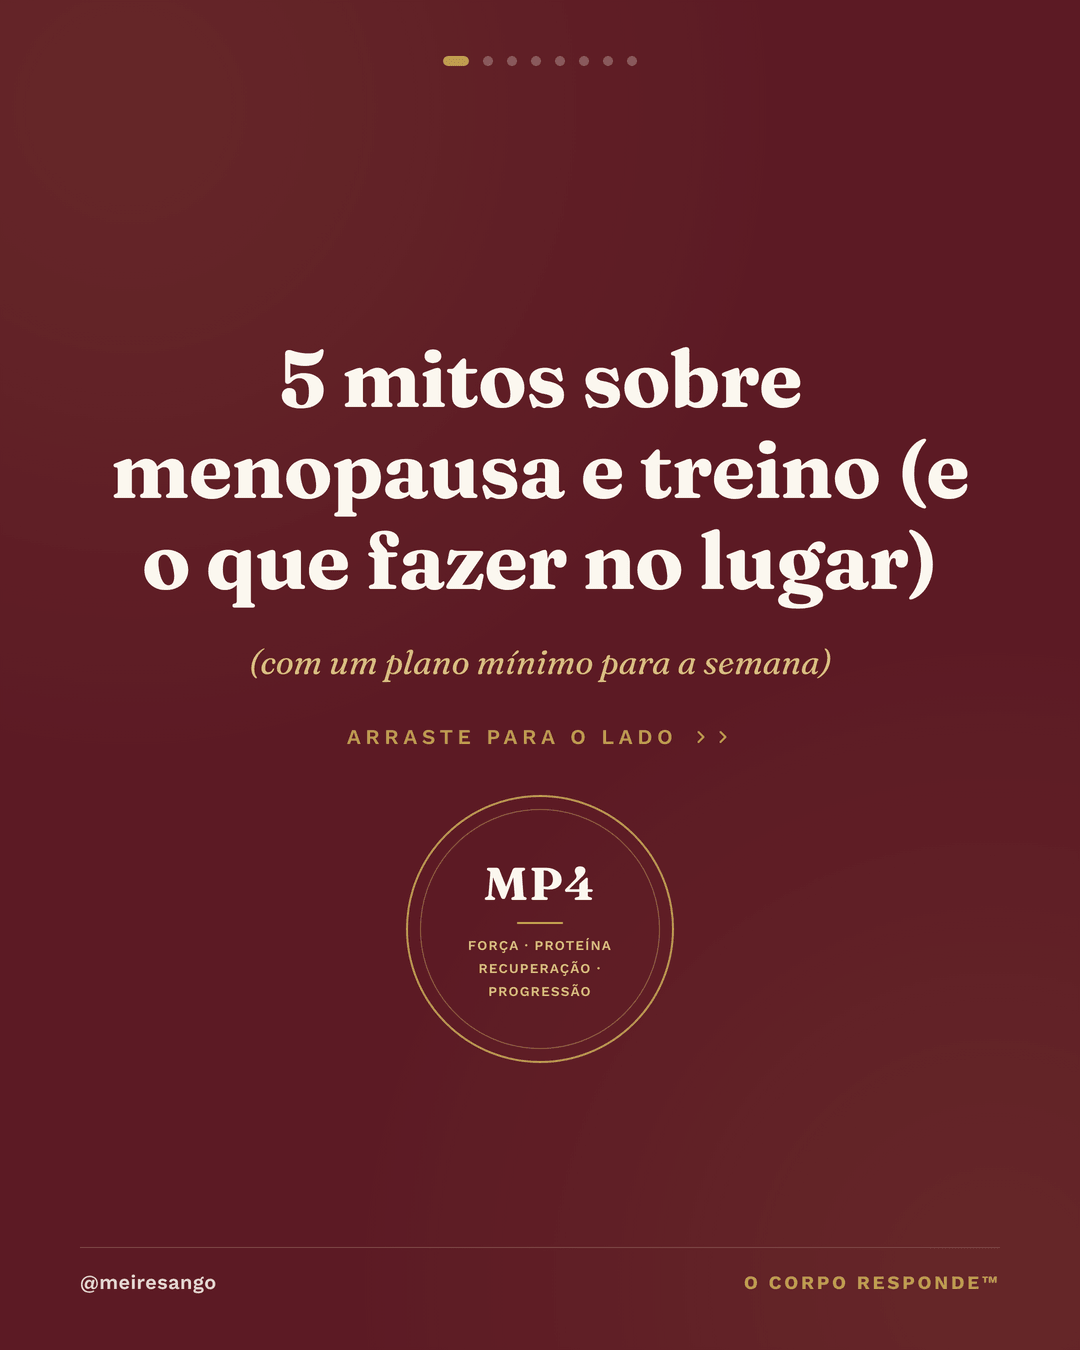 5 mitos sobre
menopausa e treino (e
o que fazer no lugar)
(com um plano mínimo para a semana)
ARRASTE PARA O LADO >>
MP4
FORÇA · PROTEÍNA
RECUPERAÇÃO ·
PROGRESSÃO
@meiresango
O CORPO RESPONDE™